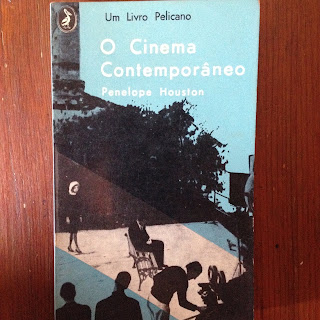 Um Livro Pelicano
O Cinema
Contemporâneo
Penelope Houston